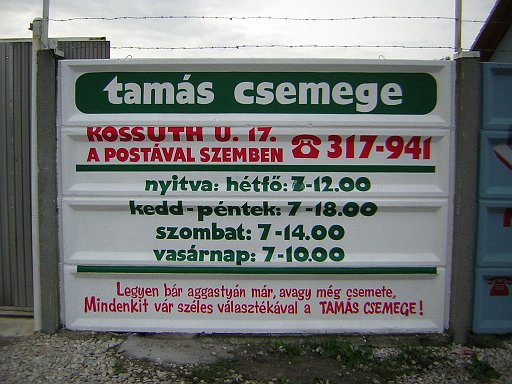 tamás csemege
KOSSUTH U. 17.
A POSTÁVAL SZEMBEN ☎ 317-941
nyitva: hétfő: 7-12.00
kedd-péntek: 7-18.00
szombat: 7-14.00
vasárnap: 7-10.00
Legyen bár aggastyán már, avagy még csemefe,
Mindenkit vár széles választékával a TAMÁS CSEMEGE!